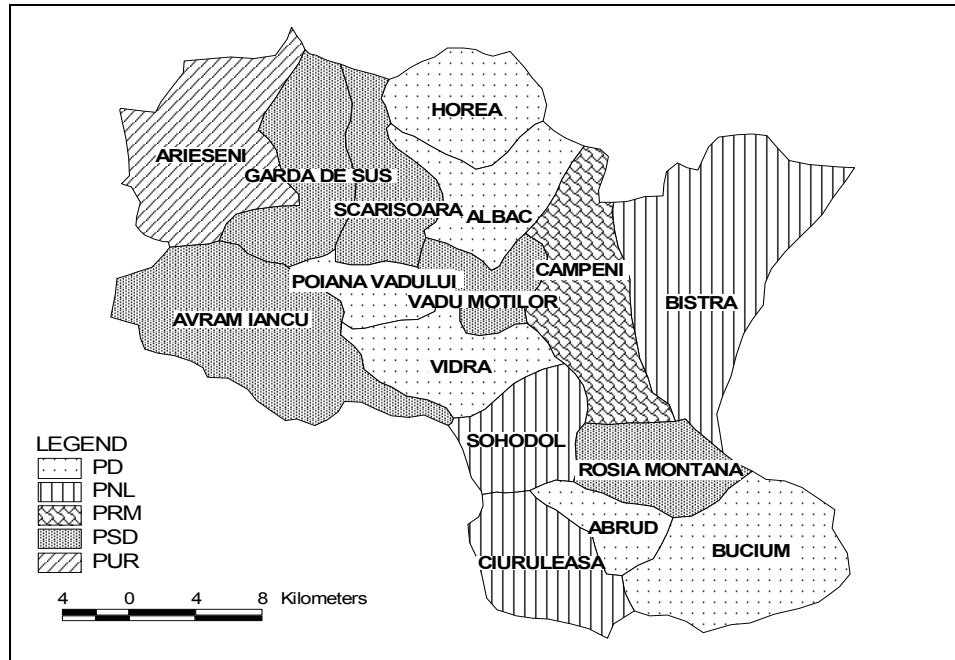 HOREA
ARIESENI
GARDA DE SUS
SCARISOARA
ALBAC
CAMPENI
POIANA VADULUI
VADU MOTILOR
BISTRA
AVRAM IANCU
VIDRA
SOHODOL
ROSIA MONTANA
ABRUD
BUCIUM
CIURULEASA
LEGEND
PD
PNL
PRM
PSD
PUR
4 0 4 8 Kilometers